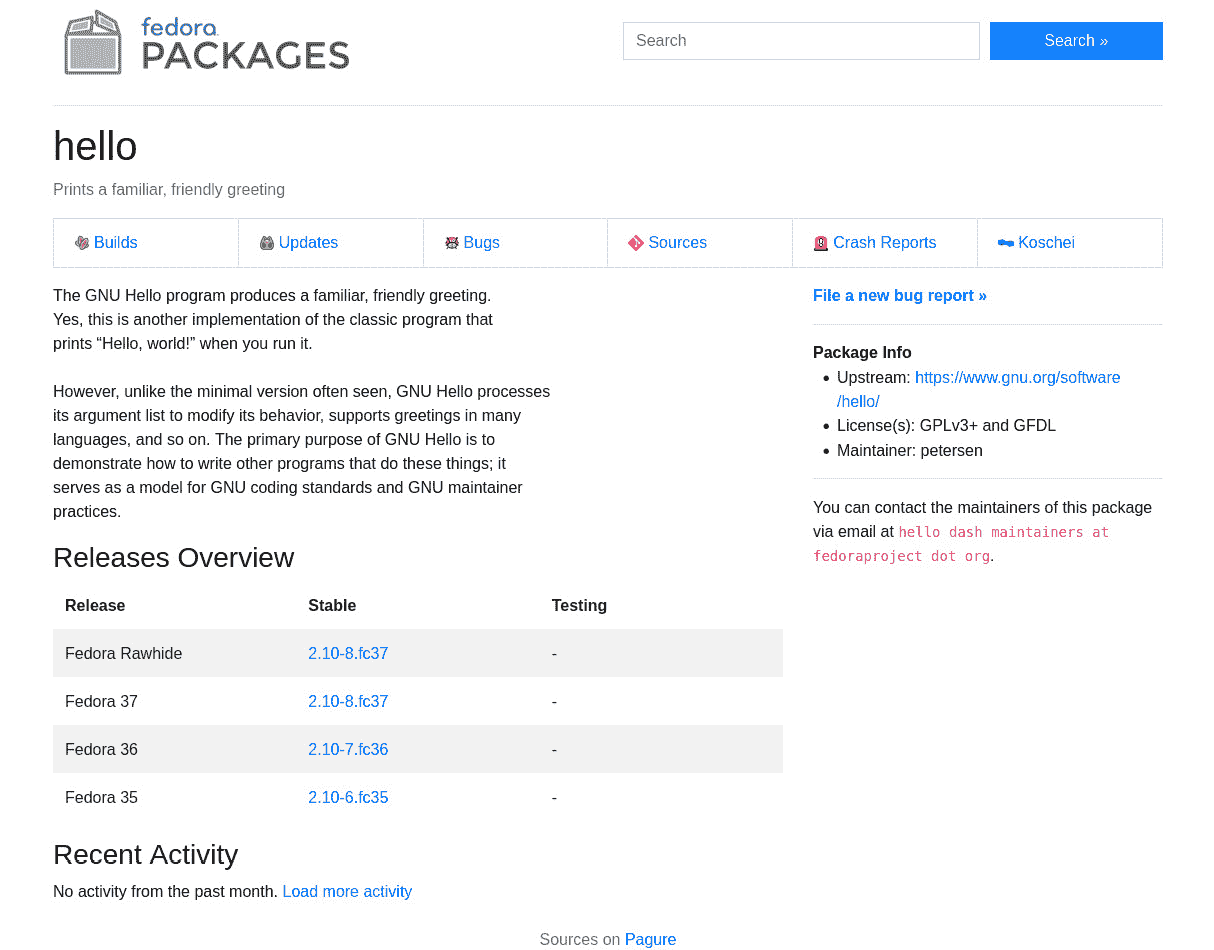 fedora
PACKAGES
Search
Search »
hello
Prints a familiar, friendly greeting
Builds
Updates
Bugs
Sources
Crash Reports
Koschei
The GNU Hello program produces a familiar, friendly greeting.
Yes, this is another implementation of the classic program that
prints “Hello, world!” when you run it.
However, unlike the minimal version often seen, GNU Hello processes
its argument list to modify its behavior, supports greetings in many
languages, and so on. The primary purpose of GNU Hello is to
demonstrate how to write other programs that do these things; it
serves as a model for GNU coding standards and GNU maintainer
practices.
Releases Overview
Release Stable Testing
Fedora Rawhide 2.10-8.fc37 -
Fedora 37 2.10-8.fc37 -
Fedora 36 2.10-7.fc36 -
Fedora 35 2.10-6.fc35 -
Recent Activity
No activity from the past month. Load more activity
File a new bug report »
Package Info
• Upstream: https://www.gnu.org/software
/hello/
• License(s): GPLv3+ and GFDL
• Maintainer: petersen
You can contact the maintainers of this package
via email at hello dash maintainers at
fedoraproject dot org.
Sources on Pagure